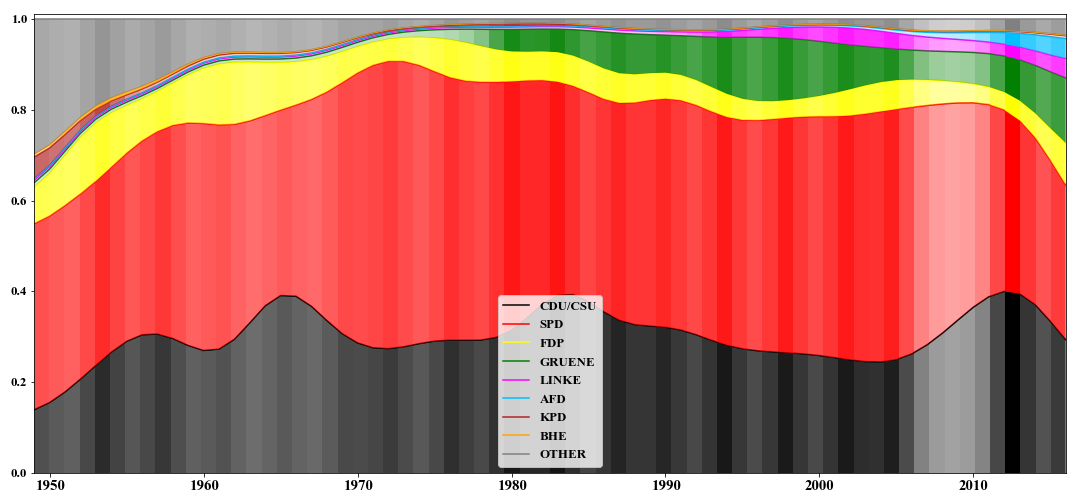 1.0
0.8
0.6
0.4
0.2
0.0
CDU/CSU
SPD
FDP
GRUENE
LINKE
AFD
KPD
BHE
OTHER
1950 1960 1970 1980 1990 2000 2010